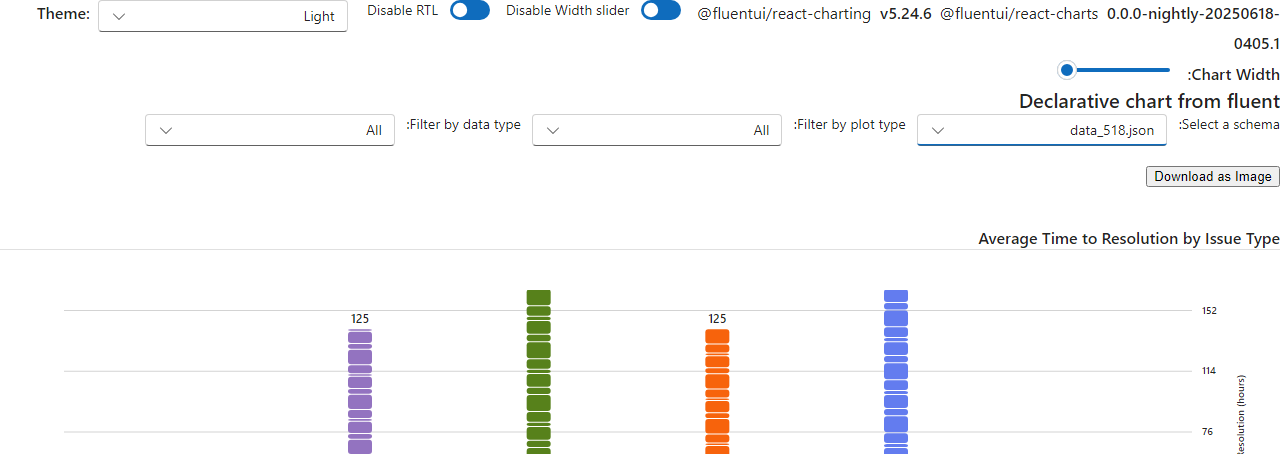 Theme:
Light
Disable RTL
Disable Width slider
@fluentui/react-charting v5.24.6 @fluentui/react-charts 0.0.0-nightly-20250618-
0405.1
:Chart Width
Declarative chart from fluent
:Select a schema
data_518.json
:Filter by plot type
All
:Filter by data type
All
Download as Image
Average Time to Resolution by Issue Type
152
125
125
114
76